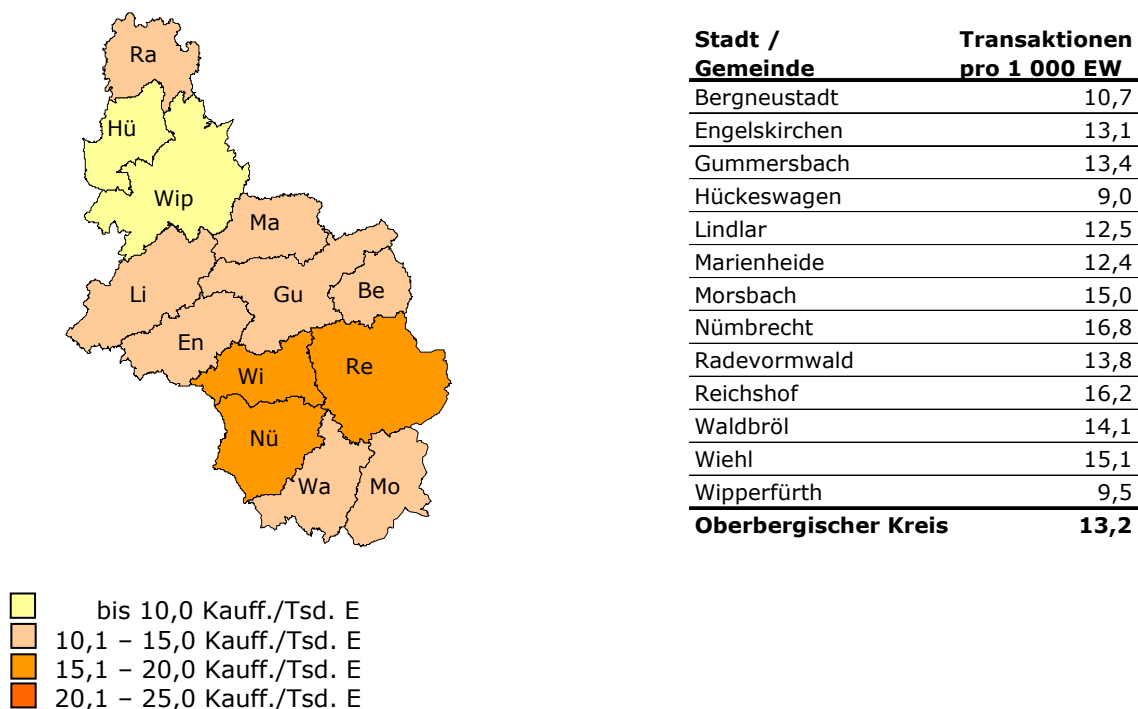 Ra
Hü
Wip
Ma
Li
Gu
Be
En
Wi
Re
Nü
Wa
Mo
Stadt / Transaktionen
Gemeinde pro 1 000 EW
Bergneustadt 10,7
Engelskirchen 13,1
Gummersbach 13,4
Hückeswagen 9,0
Lindlar 12,5
Marienheide 12,4
Morsbach 15,0
Nümbrecht 16,8
Radevormwald 13,8
Reichshof 16,2
Waldbröl 14,1
Wiehl 15,1
Wipperfürth 9,5
Oberbergischer Kreis 13,2
bis 10,0 Kauff./Tsd. E
10,1 – 15,0 Kauff./Tsd. E
15,1 – 20,0 Kauff./Tsd. E
20,1 – 25,0 Kauff./Tsd. E